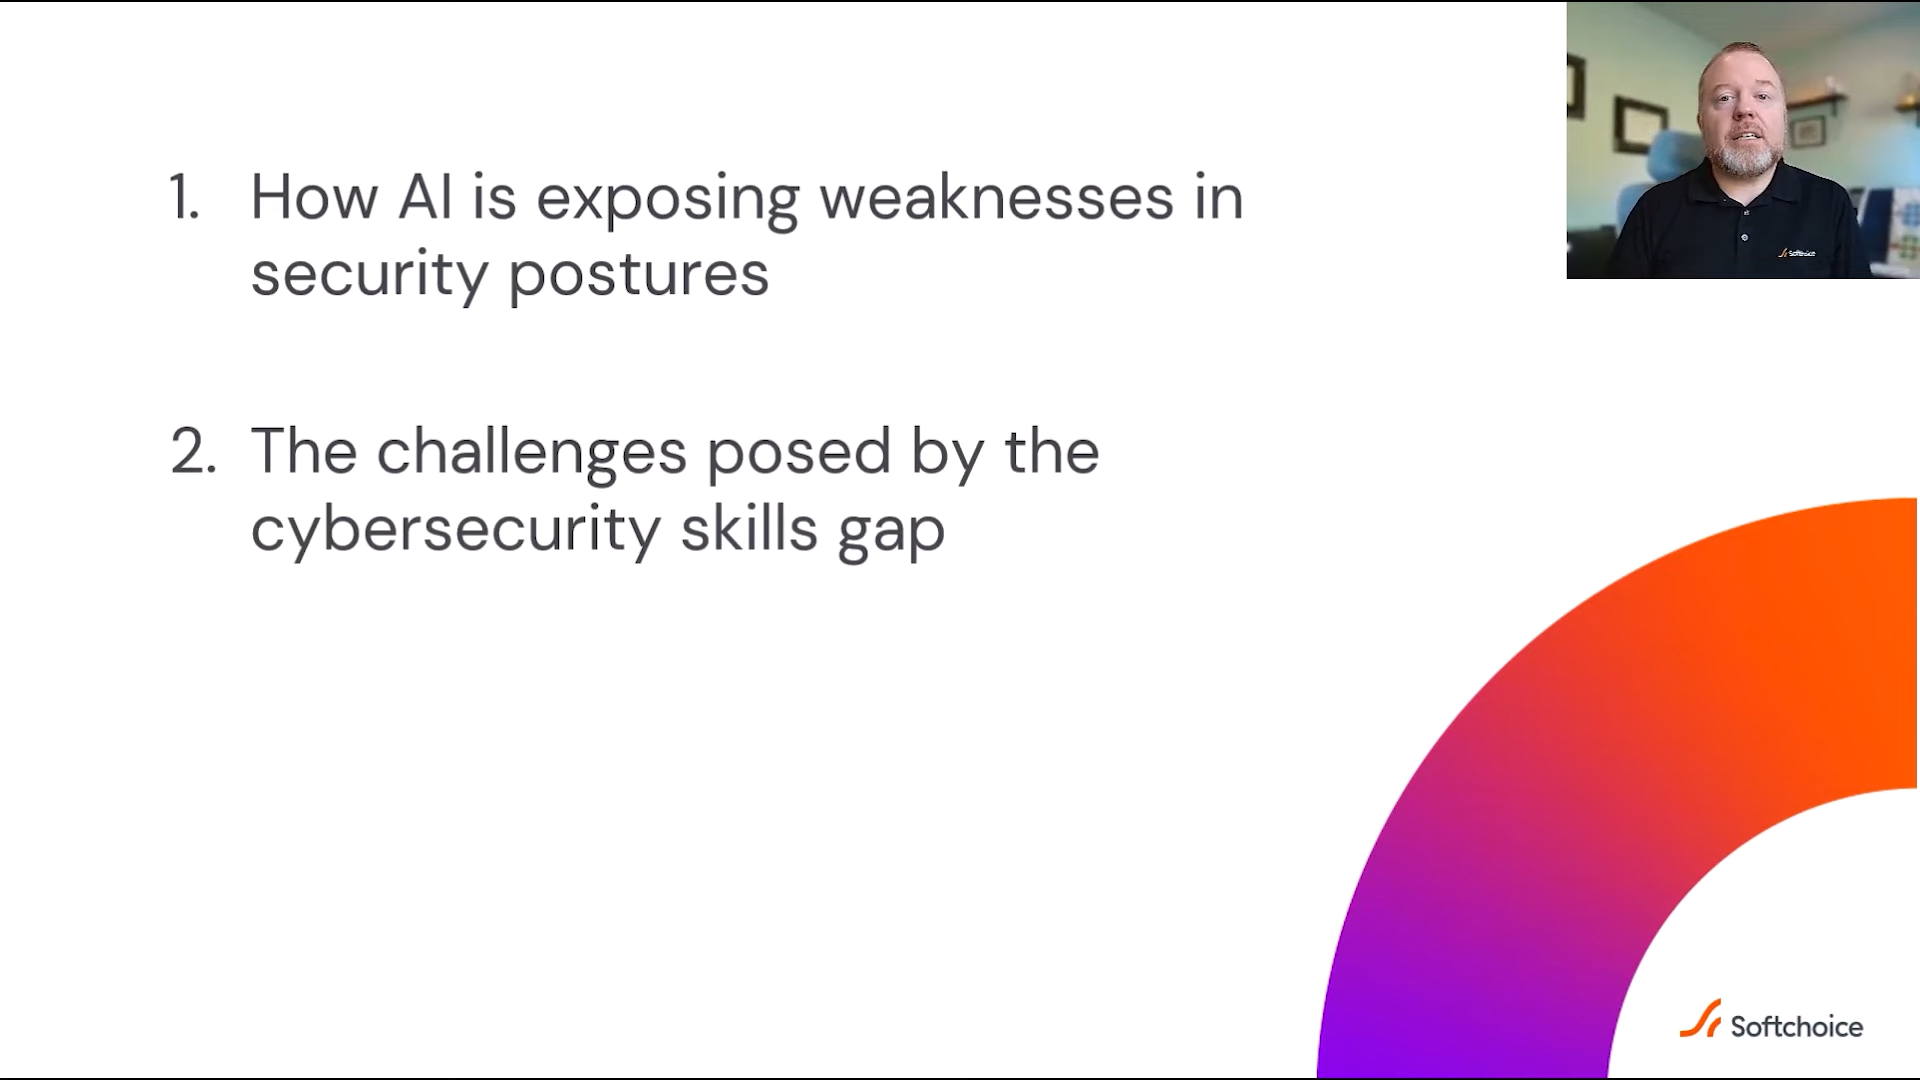 1. How AI is exposing weaknesses in
security postures
2. The challenges posed by the
cybersecurity skills gap
Softchoice
Softchoice